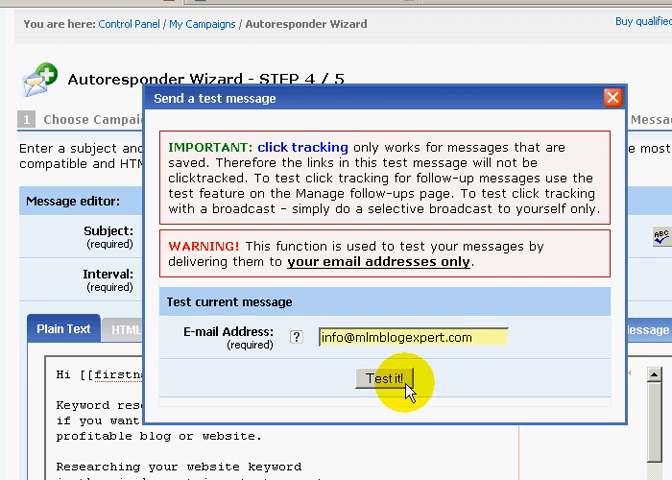 You are here: Control Panel / My Campaigns / Autoresponder Wizard
Buy qualified
Autoresponder Wizard - STEP 4 / 5
Send a test message
1 Choose Campai
Messag
Enter a subject an
e most
compatible and HT
IMPORTANT: click tracking only works for messages that are
saved. Therefore the links in this test message will not be
clicktracked. To test click tracking for follow-up messages use the
test feature on the Manage follow-ups page. To test click tracking
with a broadcast - simply do a selective broadcast to yourself only.
Message editor:
Subject:
(required)
ABC
WARNING! This function is used to test your messages by
delivering them to your email addresses only.
Interval:
(required)
Test current message
Plain Text
HTML
essage
E-mail Address:
(required)
?
info@mlmblogexpert.com
Test it!
Hi [[firstna
Keyword rese
if you want
profitable blog or website.
Researching your website keyword